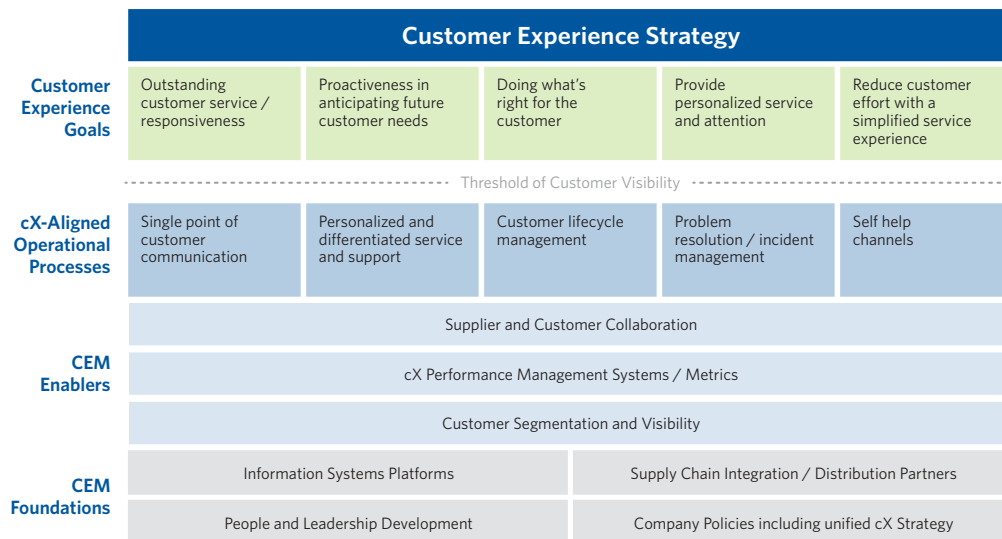 Customer Experience Strategy
Customer
Experience
Goals
Outstanding
customer service /
responsiveness
Proactiveness in
anticipating future
customer needs
Doing what's
right for the
customer
Provide
personalized service
and attention
Reduce customer
effort with a
simplified service
experience
Threshold of Customer Visibility
cX-Aligned
Operational
Processes
Single point of
customer
communication
Personalized and
differentiated service
and support
Customer lifecycle
management
Problem
resolution / incident
management
Self help
channels
CEM
Enablers
Supplier and Customer Collaboration
cX Performance Management Systems / Metrics
Customer Segmentation and Visibility
CEM
Foundations
Information Systems Platforms
Supply Chain Integration / Distribution Partners
People and Leadership Development
Company Policies including unified cX Strategy